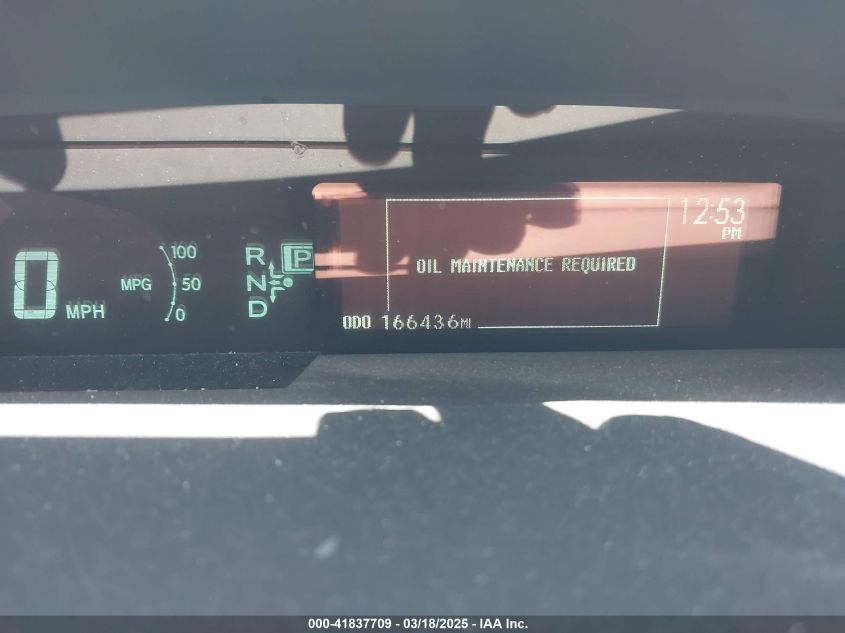 12:53
PM
OIL MAINTENANCE REQUIRED
ODO 166436MI
0 MPH
MPG
100
50
0
R
N
D
P
000-41837709 - 03/18/2025 - IAA Inc.